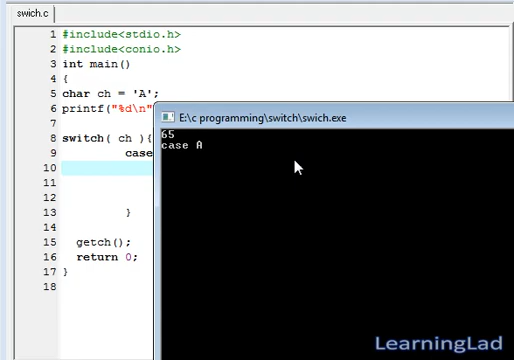 swich.c
1 #include<stdio.h>
2 #include<conio.h>
3 int main()
4 {
5 char ch = 'A';
6 printf("%d\n"
7
8 switch( ch ){
9 case
10
11
12
13 }
14
15 getch();
16 return 0;
17 }
18
E:\c programming\switch\swich.exe
65
case A
LearningLad